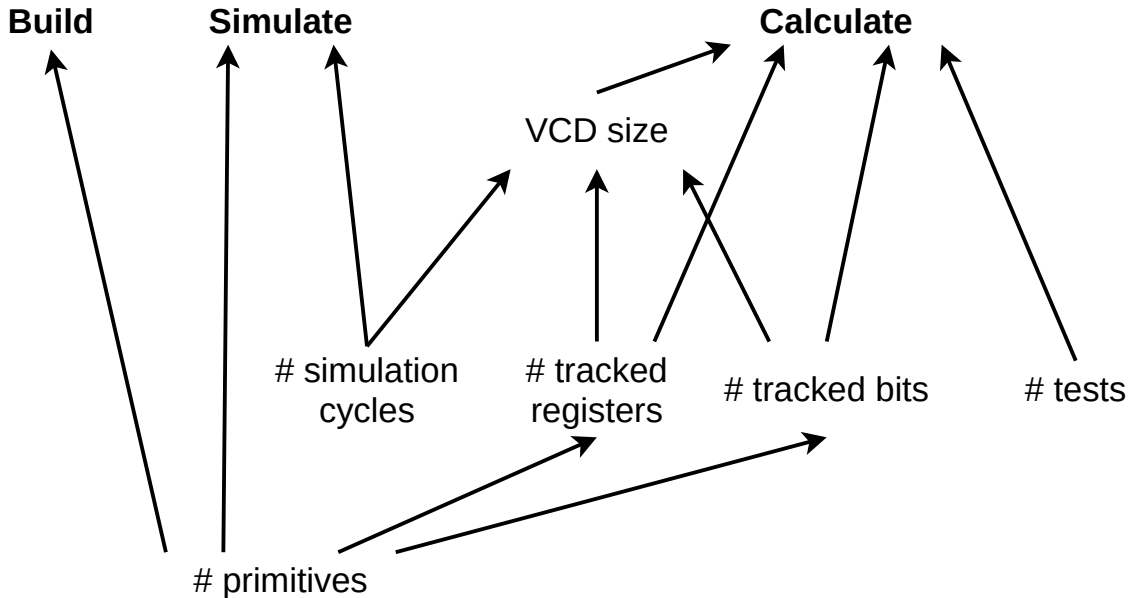 Build
Simulate
Calculate
VCD size
# simulation
cycles
# tracked
registers
# tracked bits
# tests
# primitives